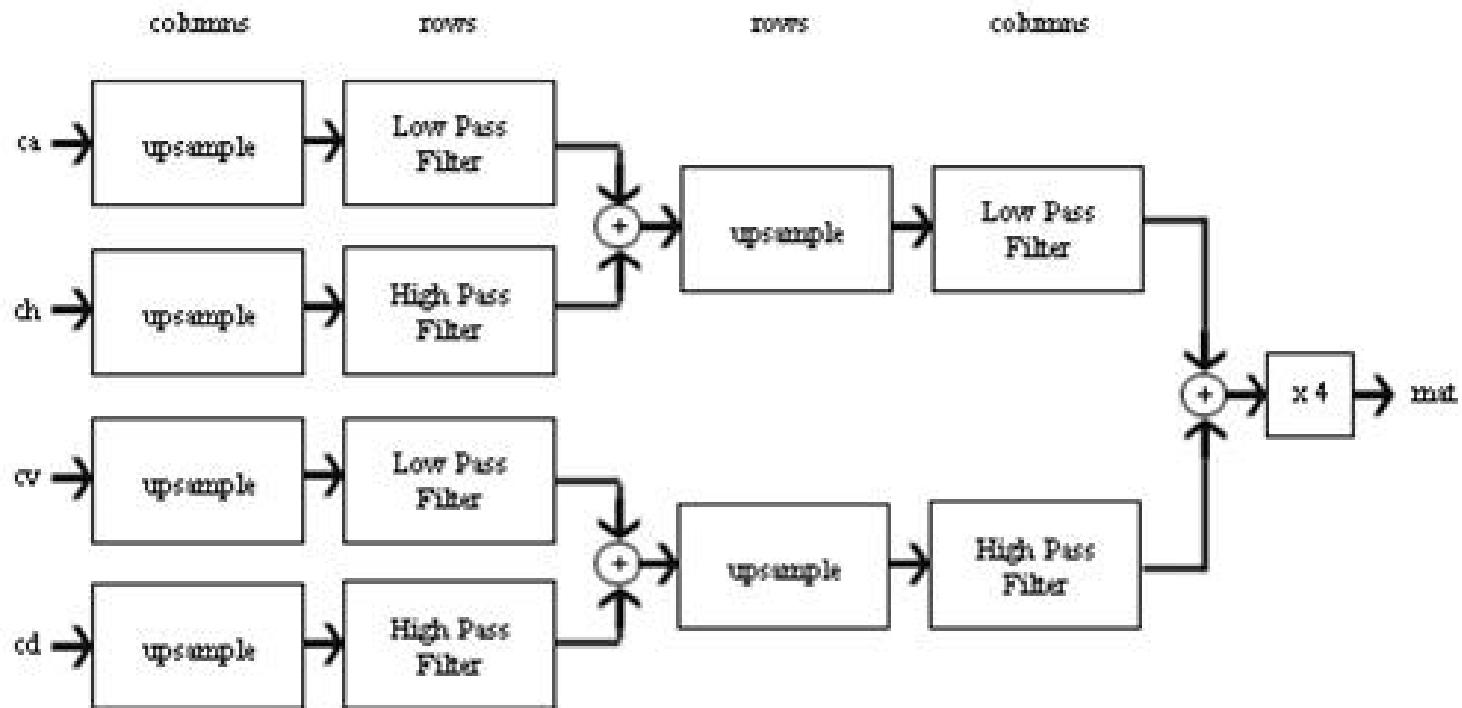 columns rows rows columns
ca upsample Low Pass
Filter
upsample Low Pass
Filter
ch upsample High Pass
Filter
+
+ x 4 mat
cv upsample Low Pass
Filter
upsample High Pass
Filter
cd upsample High Pass
Filter
+